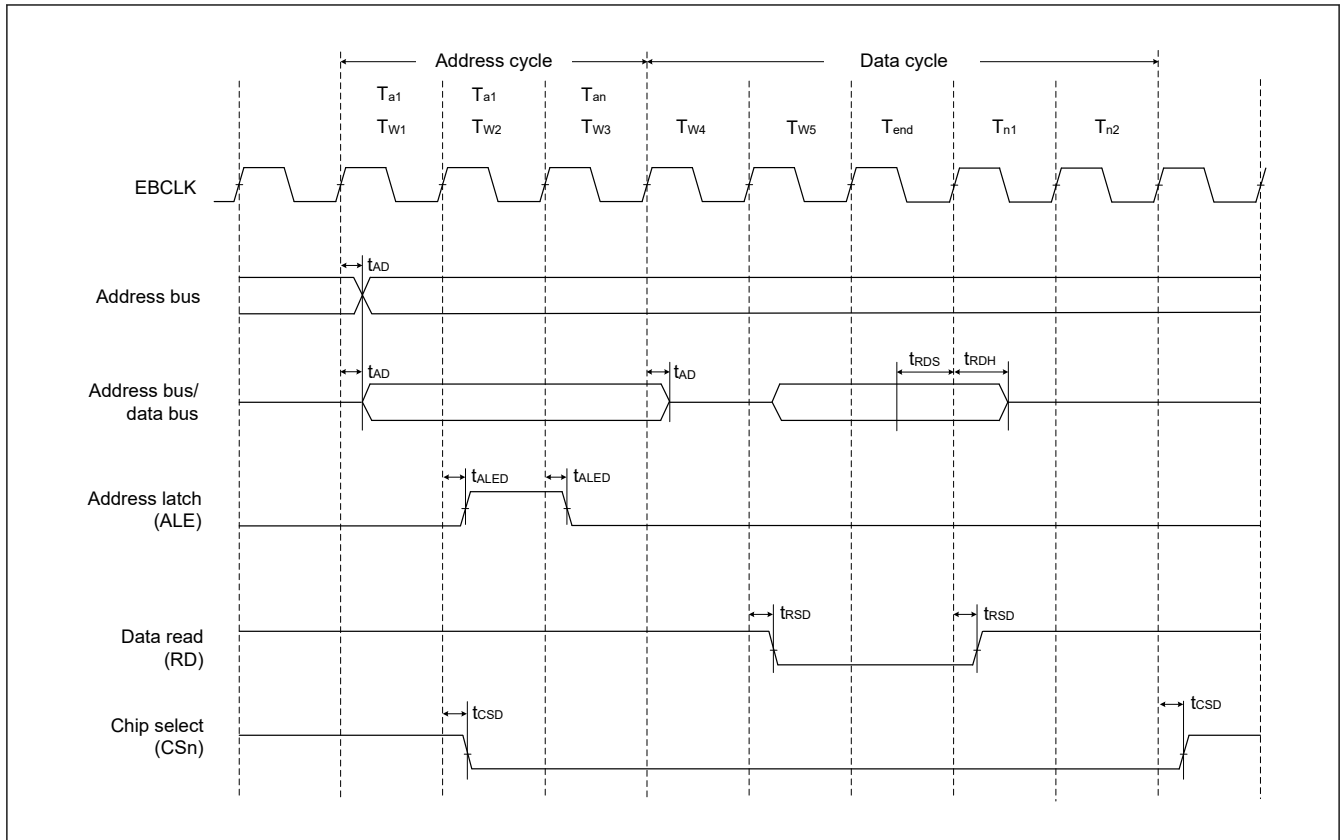 Address cycle Data cycle
Ta1 Ta1 Tan
TW1 TW2 TW3 TW4 TW5 Tend Tn1 Tn2
EBCLK
tAD
Address bus
tRDS tRDH
tAD tAD
Address bus/
data bus
tALED tALED
Address latch
(ALE)
tRSD tRSD
Data read
(RD)
tCSD tCSD
Chip select
(CSn)